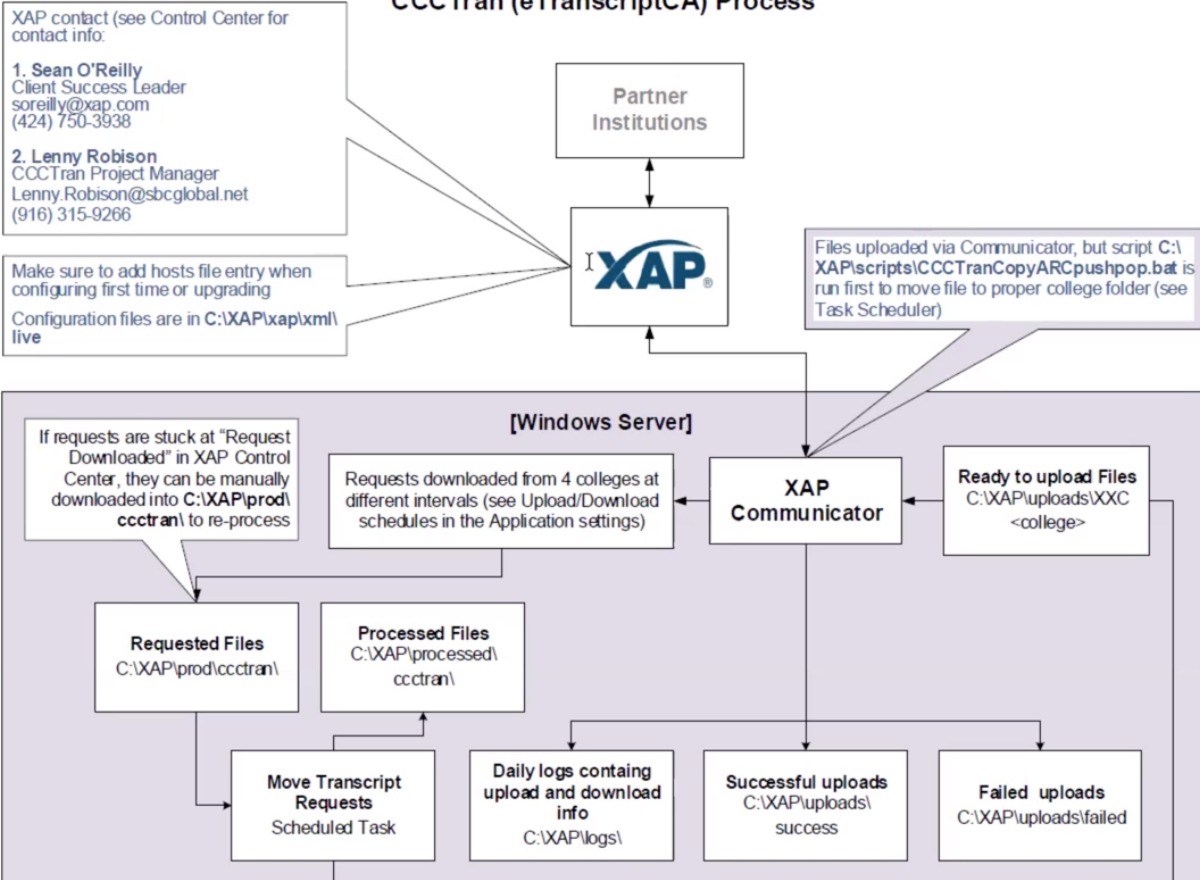 CCCTran (eTranscriptCA) Process
XAP contact (see Control Center for
contact info:
1. Sean O'Reilly
Client Success Leader
soreilly@xap.com
(424) 750-3938
2. Lenny Robison
CCCTran Project Manager
Lenny.Robison@sbcglobal.net
(916) 315-9266
Make sure to add hosts file entry when
configuring first time or upgrading
Configuration files are in C:\XAP\xap\xml\
live
Partner
Institutions
XAP®
Files uploaded via Communicator, but script C:\
XAP\scripts\CCCTranCopyARCpushpop.bat is
run first to move file to proper college folder (see
Task Scheduler)
[Windows Server]
If requests are stuck at “Request
Downloaded” in XAP Control
Center, they can be manually
downloaded into C:\XAP\prod\
ccctran\ to re-process
Requests downloaded from 4 colleges at
different intervals (see Upload/Download
schedules in the Application settings)
XAP
Communicator
Ready to upload Files
C:\XAP\uploads\XXC
<college>
Requested Files
C:\XAP\prod\ccctran\
Processed Files
C:\XAP\processed\
ccctran\
Move Transcript
Requests
Scheduled Task
Daily logs containg
upload and download
info
C:\XAP\logs\
Successful uploads
C:\XAP\uploads\
success
Failed uploads
C:\XAP\uploads\failed